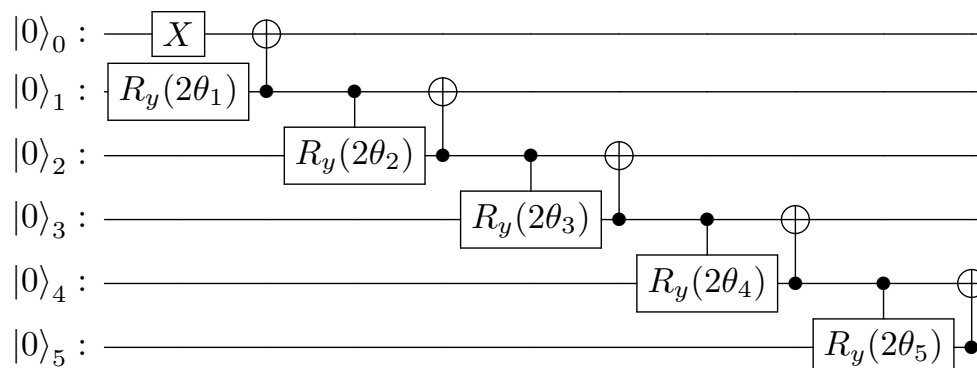 |0⟩₀ : X
|0⟩₁ : R_y(2θ₁)
|0⟩₂ : R_y(2θ₂)
|0⟩₃ : R_y(2θ₃)
|0⟩₄ : R_y(2θ₄)
|0⟩₅ : R_y(2θ₅)